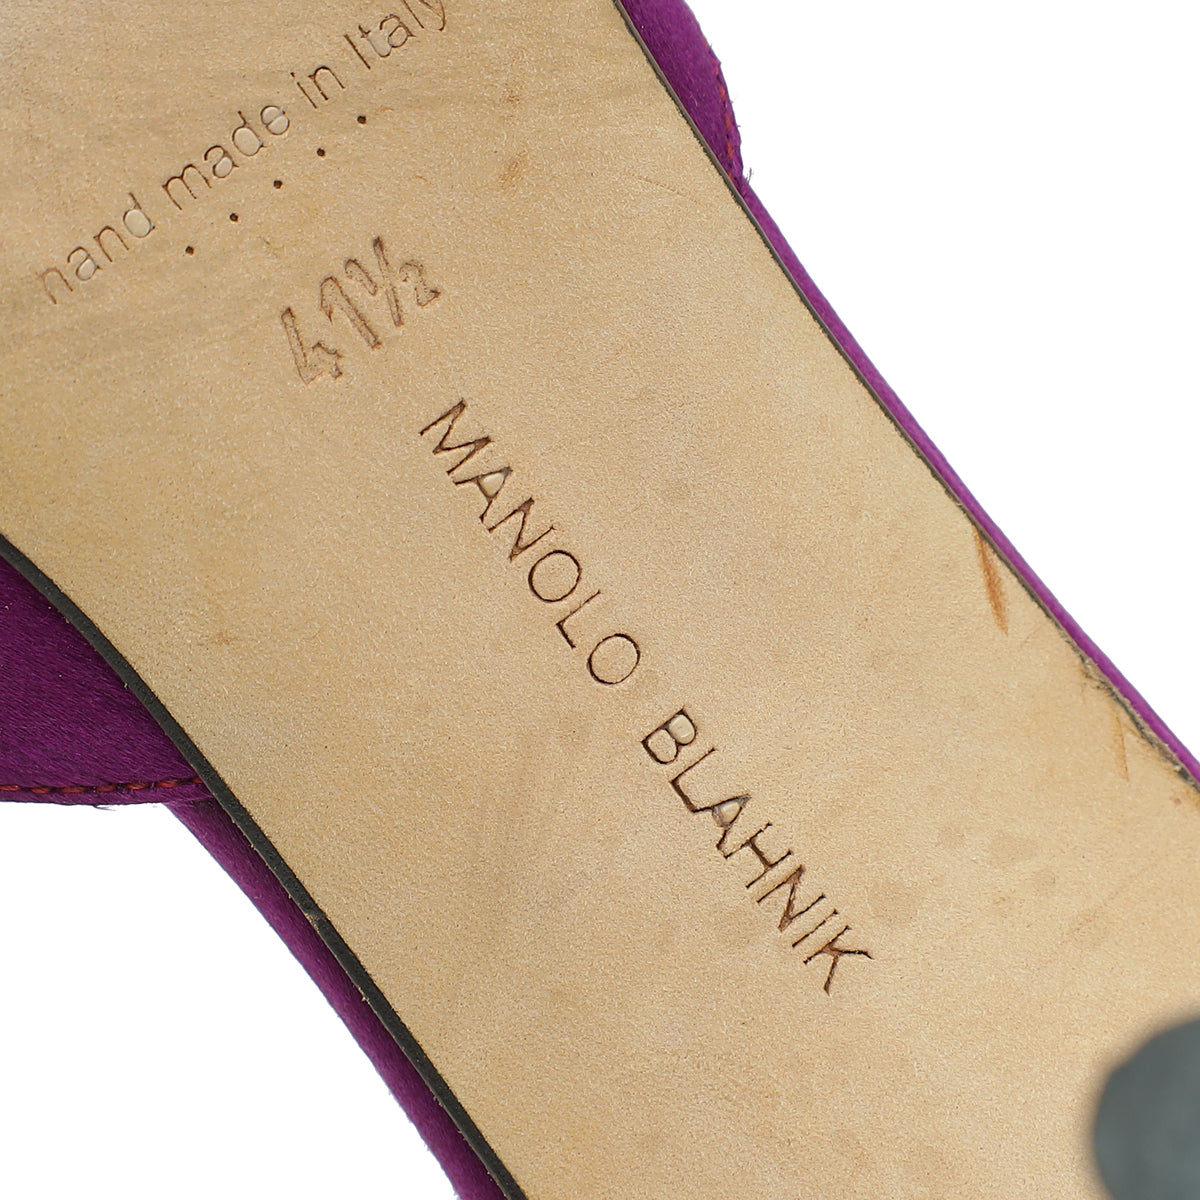 hand made in Italy
41½
MANOLO BLAHNIK